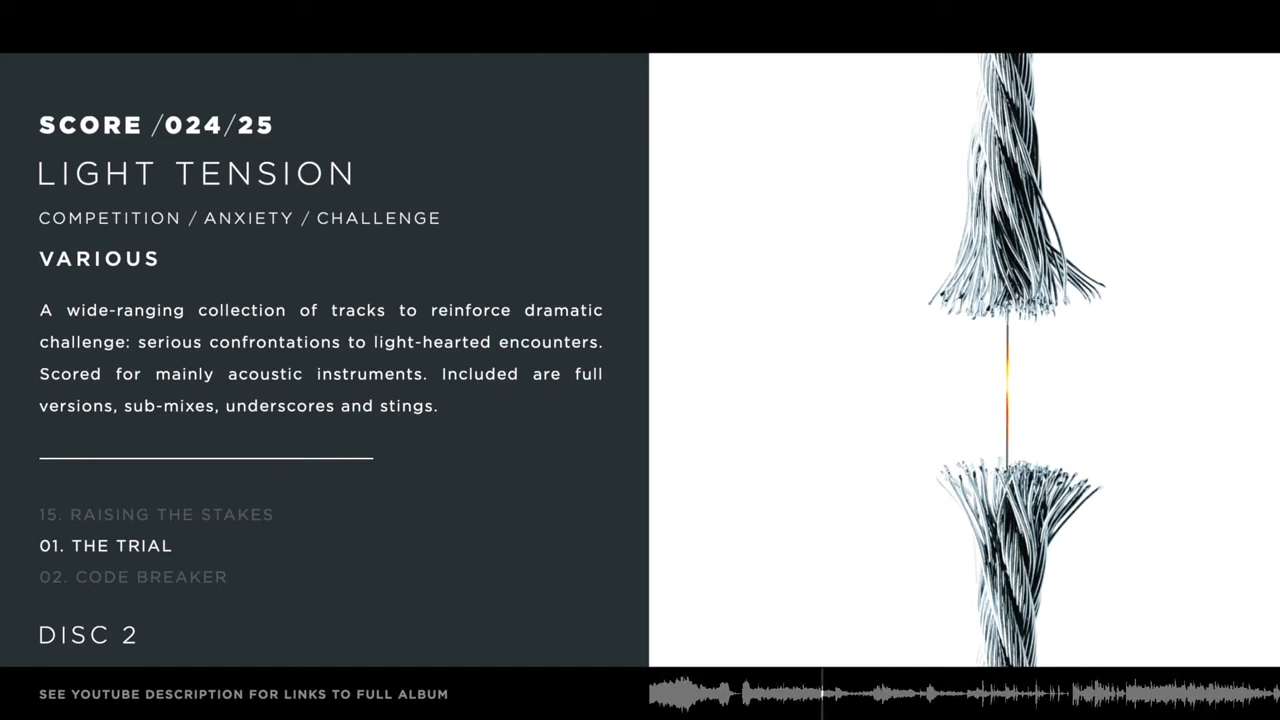 SCORE /024/25
LIGHT TENSION
COMPETITION / ANXIETY / CHALLENGE
VARIOUS
A wide-ranging collection of tracks to reinforce dramatic
challenge: serious confrontations to light-hearted encounters.
Scored for mainly acoustic instruments. Included are full
versions, sub-mixes, underscores and stings.
15. RAISING THE STAKES
01. THE TRIAL
02. CODE BREAKER
DISC 2
SEE YOUTUBE DESCRIPTION FOR LINKS TO FULL ALBUM